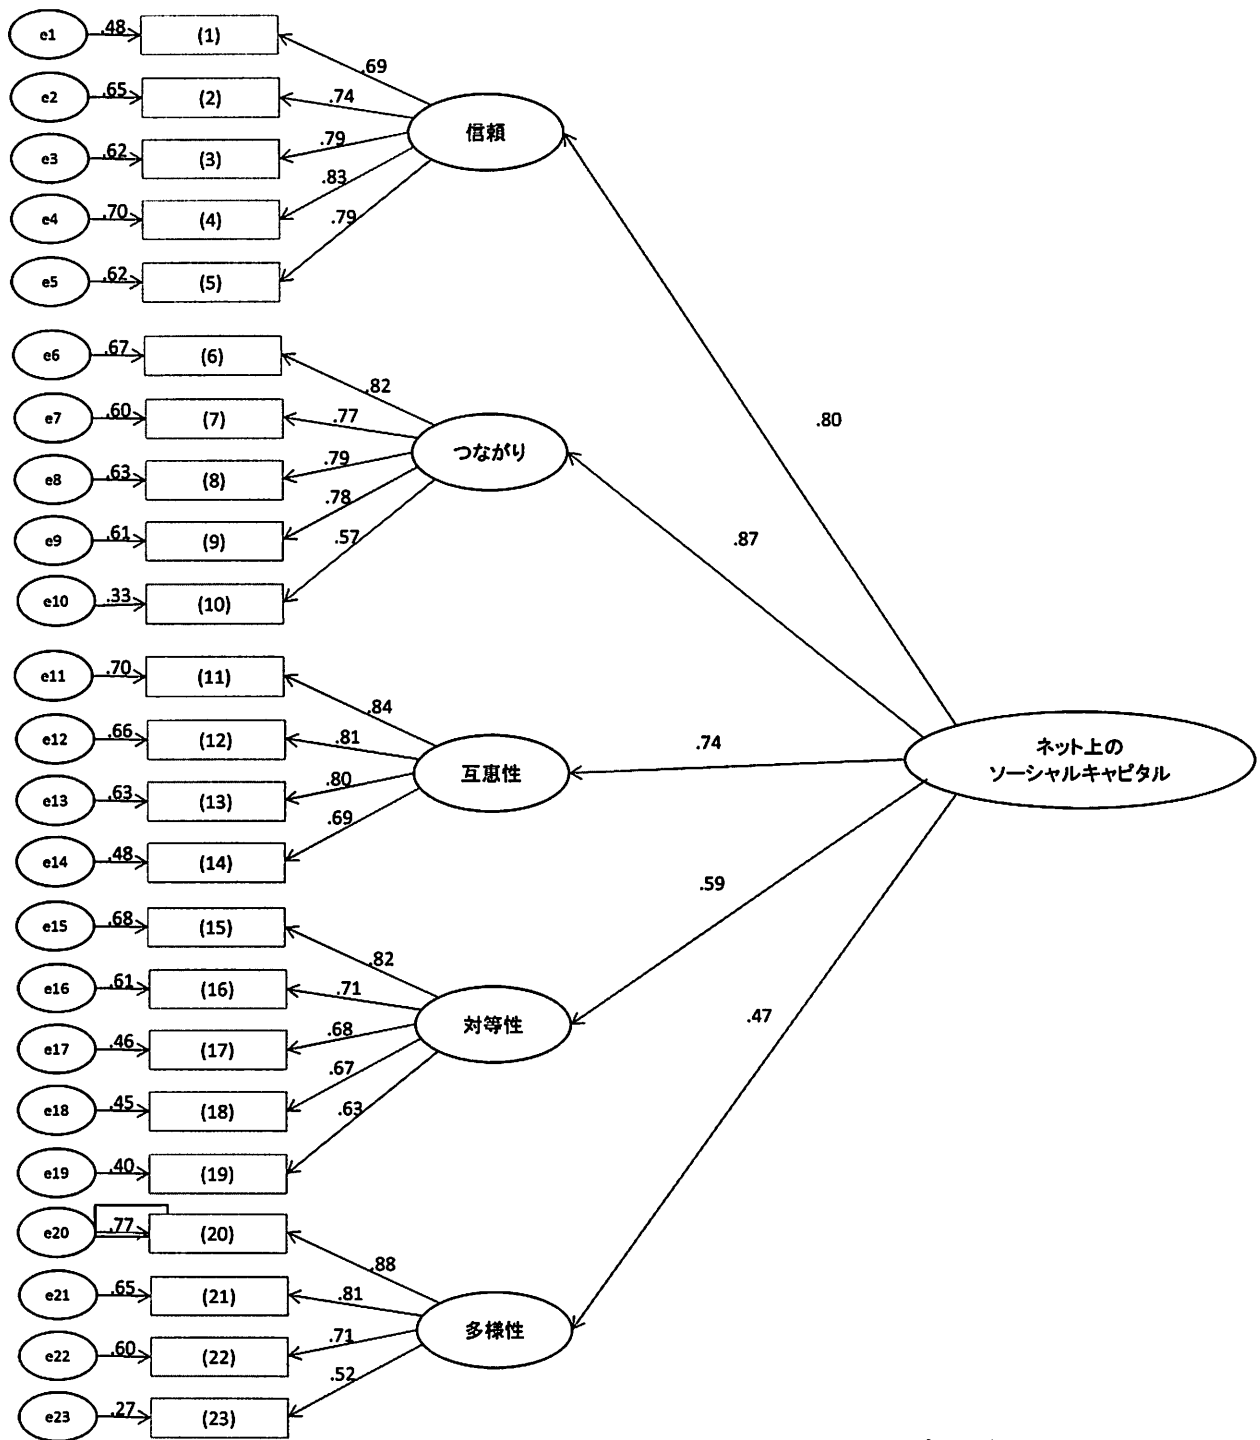 e1 .48 (1)
.69
e2 .65 (2)
.74
信頼
e3 .62 (3)
.79
.83
e4 .70 (4)
.79
e5 .62 (5)
e6 .67 (6)
.82
e7 .60 (7)
.77
.80
つながり
e8 .63 (8)
.79
.78
e9 .61 (9)
.57
.87
e10 .33 (10)
e11 .70 (11)
.84
e12 .66 (12)
.81
.74
ネット上の
ソーシャルキャピタル
互恵性
e13 .63 (13)
.80
.69
e14 .48 (14)
.59
e15 .68 (15)
.82
e16 .61 (16)
.71
.47
対等性
e17 .46 (17)
.68
.67
e18 .45 (18)
.63
e19 .40 (19)
e20 .77 (20)
.88
e21 .65 (21)
.81
多様性
e22 .60 (22)
.71
.52
e23 .27 (23)